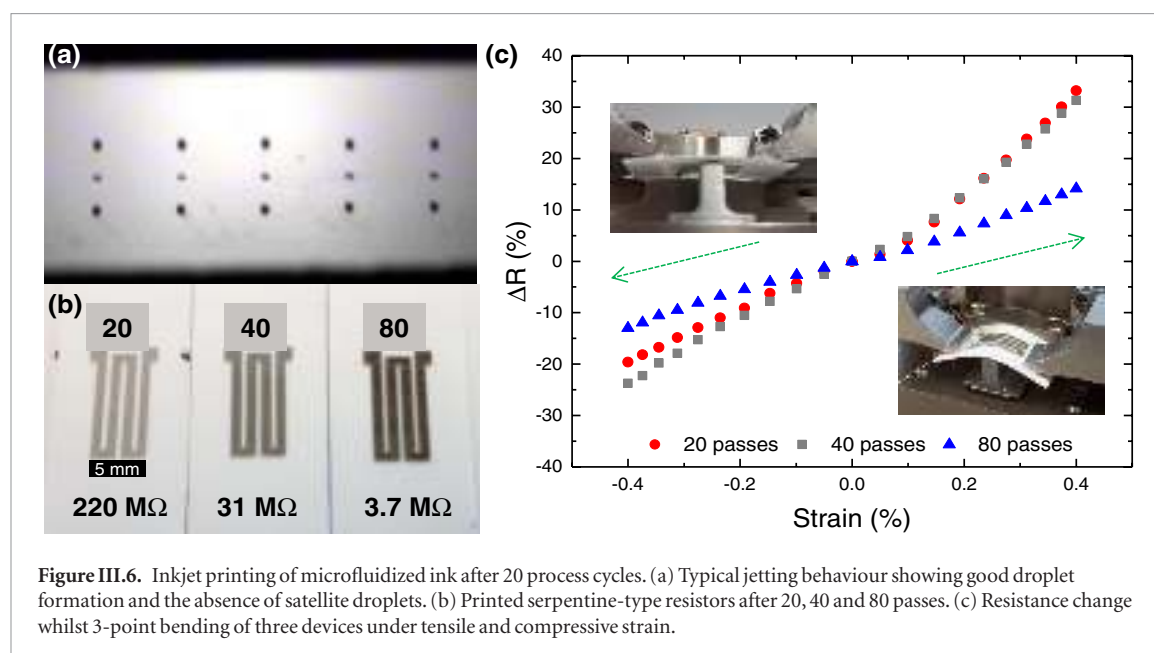 (a)
(b)
20 40 80
5 mm
220 MΩ 31 MΩ 3.7 MΩ
(c)
40
30
20
10
0
-10
-20
-30
-40
ΔR (%)
20 passes 40 passes 80 passes
-0.4 -0.2 0.0 0.2 0.4
Strain (%)
Figure III.6. Inkjet printing of microfluidized ink after 20 process cycles. (a) Typical jetting behaviour showing good droplet
formation and the absence of satellite droplets. (b) Printed serpentine-type resistors after 20, 40 and 80 passes. (c) Resistance change
whilst 3-point bending of three devices under tensile and compressive strain.